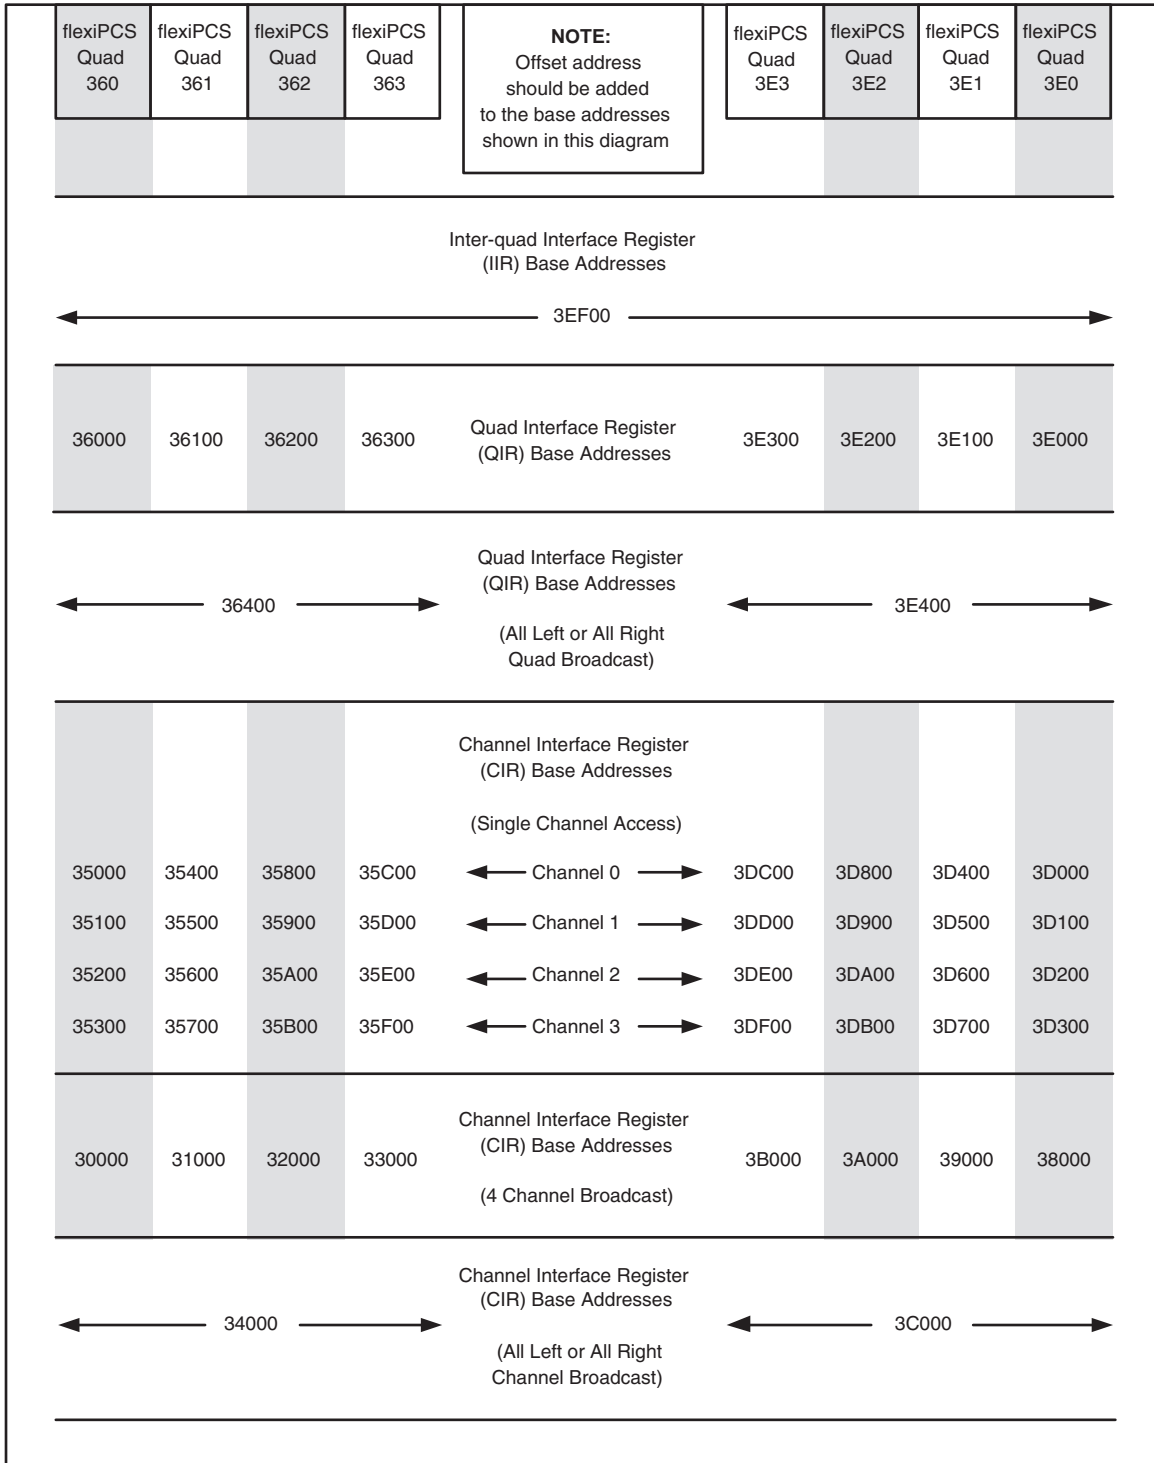 flexiPCS
Quad
360
flexiPCS
Quad
361
flexiPCS
Quad
362
flexiPCS
Quad
363
NOTE:
Offset address
should be added
to the base addresses
shown in this diagram
flexiPCS
Quad
3E3
flexiPCS
Quad
3E2
flexiPCS
Quad
3E1
flexiPCS
Quad
3E0
Inter-quad Interface Register
(IIR) Base Addresses
3EF00
36000 36100 36200 36300
Quad Interface Register
(QIR) Base Addresses
3E300 3E200 3E100 3E000
Quad Interface Register
(QIR) Base Addresses
36400
3E400
(All Left or All Right
Quad Broadcast)
Channel Interface Register
(CIR) Base Addresses
(Single Channel Access)
35000 35400 35800 35C00 Channel 0 3DC00 3D800 3D400 3D000
35100 35500 35900 35D00 Channel 1 3DD00 3D900 3D500 3D100
35200 35600 35A00 35E00 Channel 2 3DE00 3DA00 3D600 3D200
35300 35700 35B00 35F00 Channel 3 3DF00 3DB00 3D700 3D300
Channel Interface Register
(CIR) Base Addresses
30000 31000 32000 33000 3B000 3A000 39000 38000
(4 Channel Broadcast)
Channel Interface Register
(CIR) Base Addresses
34000 3C000
(All Left or All Right
Channel Broadcast)